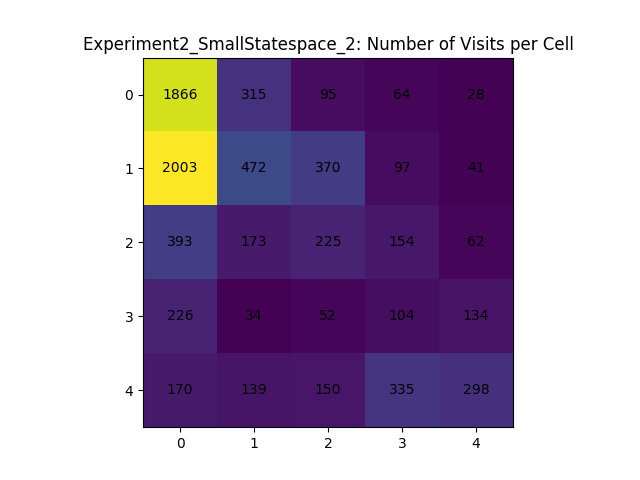 Experiment2_SmallStatespace_2: Number of Visits per Cell
0 1866 315 95 64 28
1 2003 472 370 97 41
2 393 173 225 154 62
3 226 34 52 104 134
4 170 139 150 335 298
0 1 2 3 4